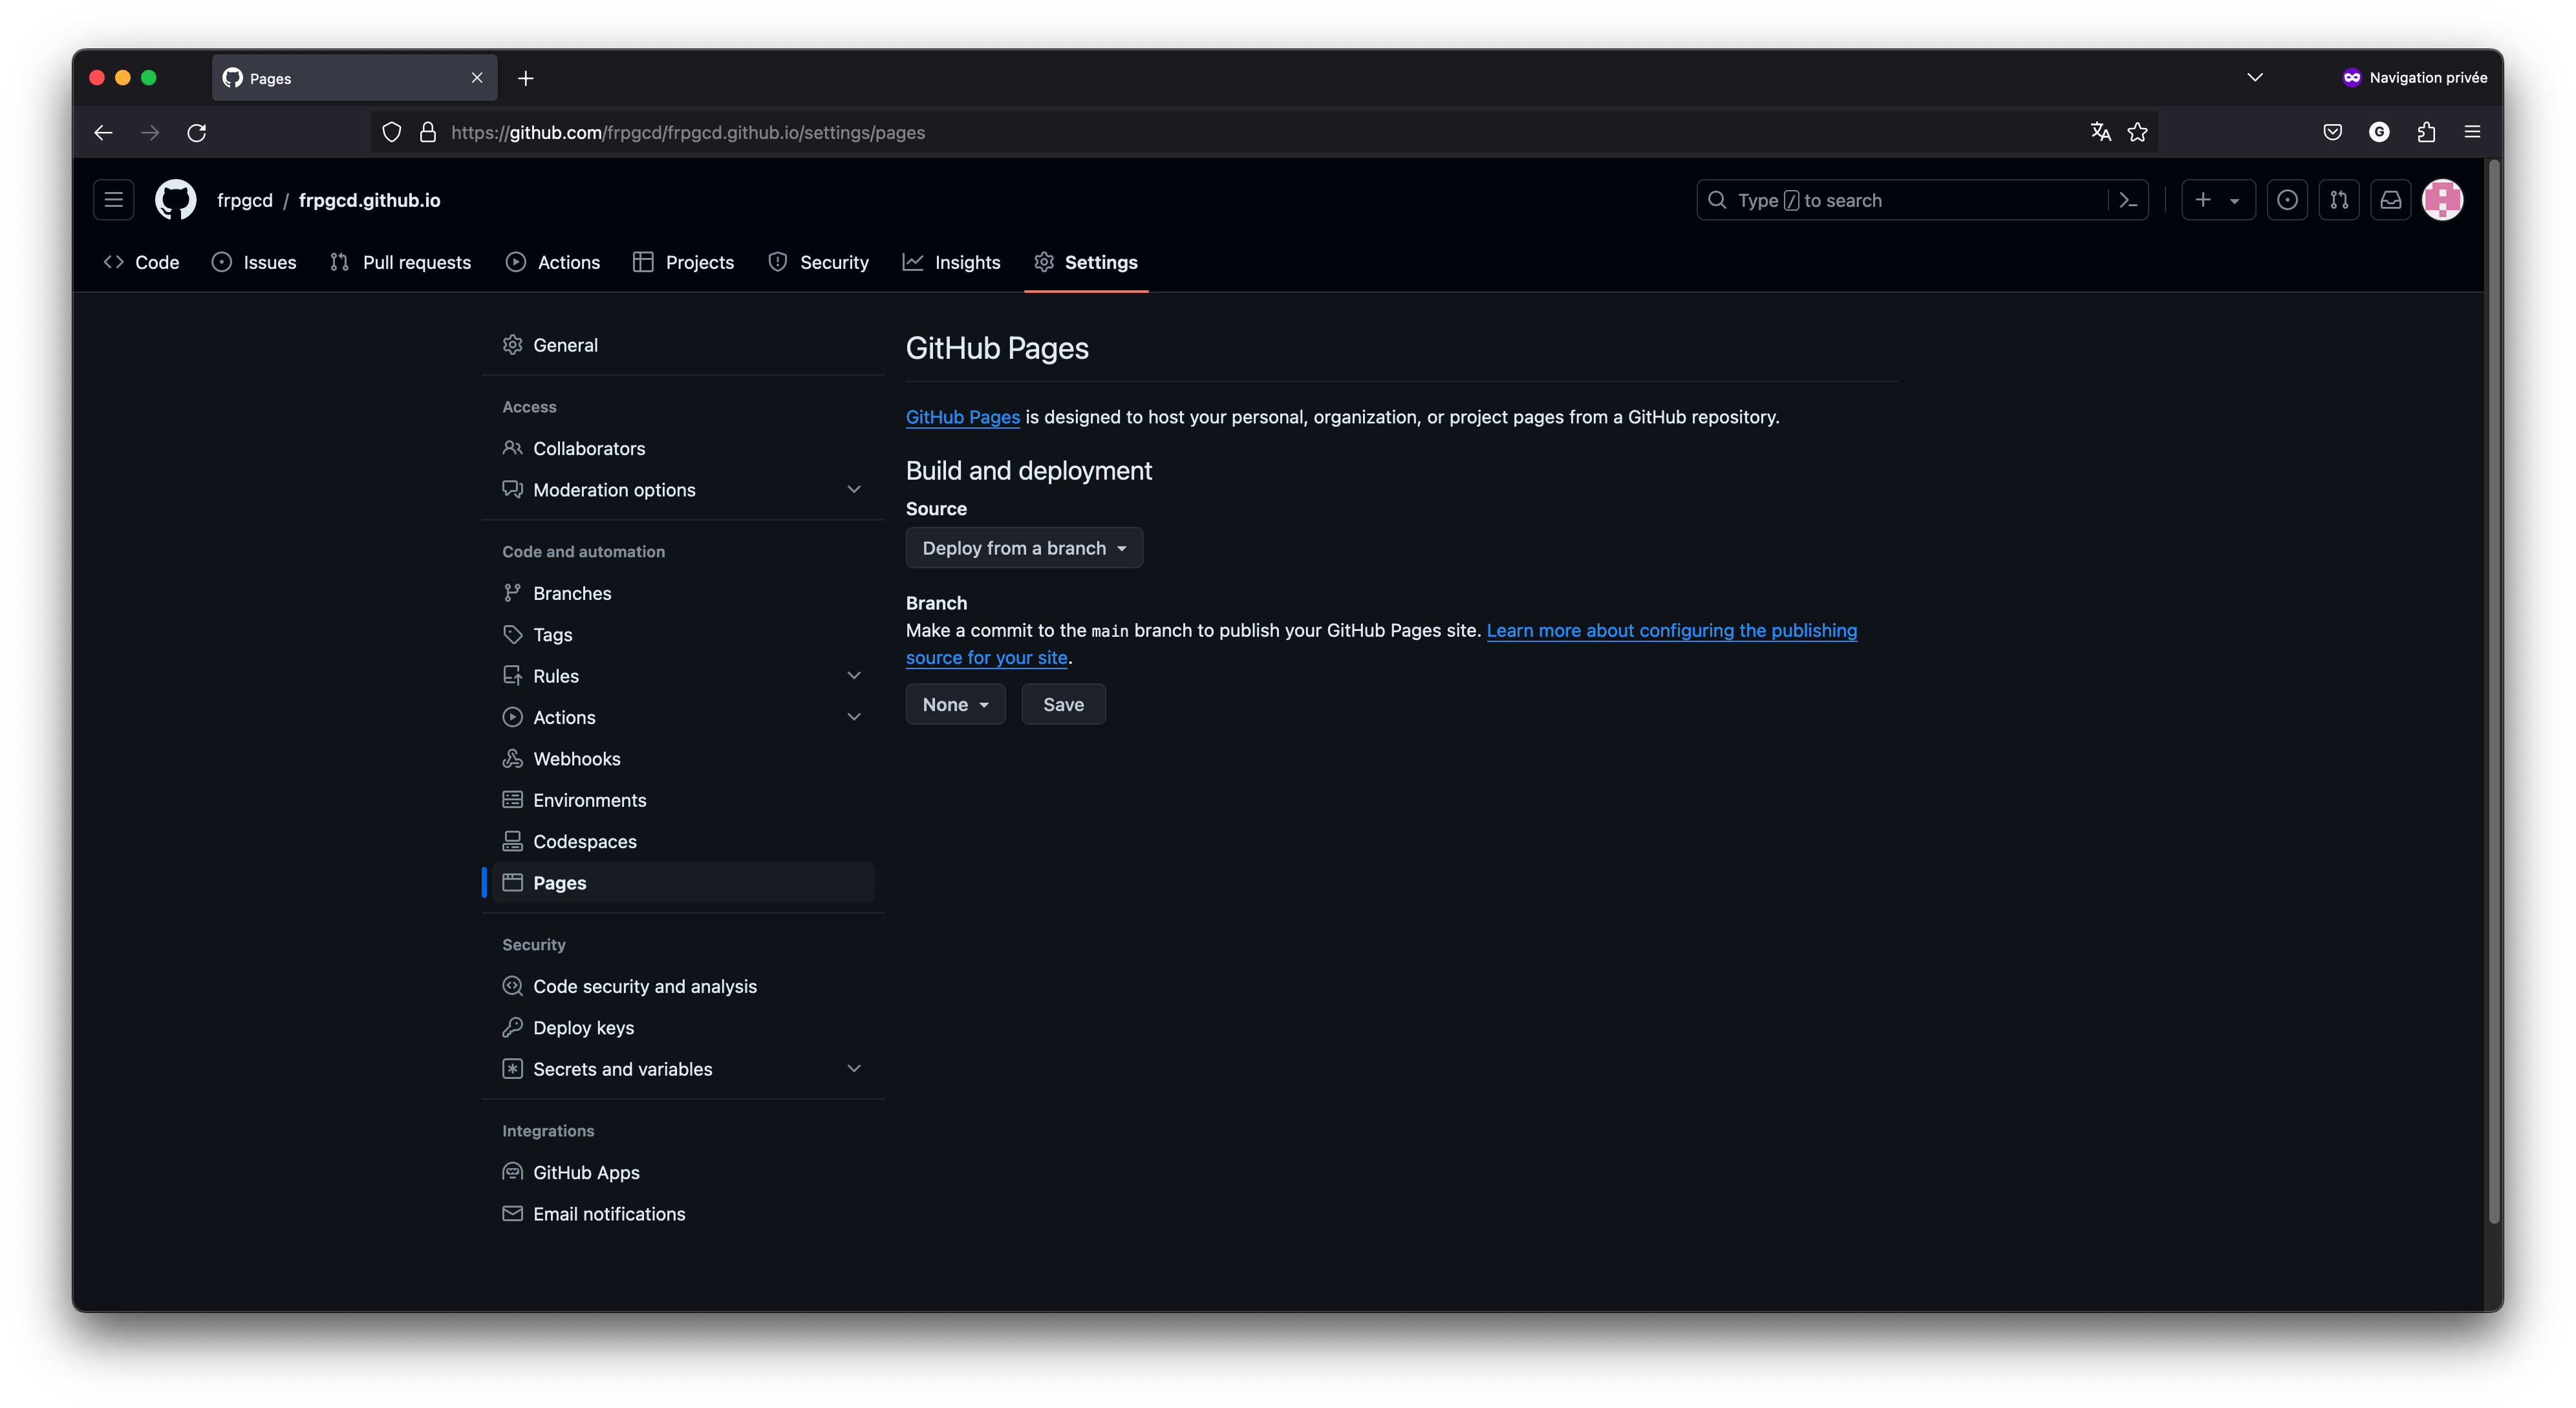 Pages
Navigation privée
https://github.com/frpgcd/frpgcd.github.io/settings/pages
G
frpgcd / frpgcd.github.io
Type / to search
Code Issues Pull requests Actions Projects Security Insights Settings
General
Access
Collaborators
Moderation options
Code and automation
Branches
Tags
Rules
Actions
Webhooks
Environments
Codespaces
Pages
Security
Code security and analysis
Deploy keys
Secrets and variables
Integrations
GitHub Apps
Email notifications
GitHub Pages
GitHub Pages is designed to host your personal, organization, or project pages from a GitHub repository.
Build and deployment
Source
Deploy from a branch
Branch
Make a commit to the main branch to publish your GitHub Pages site. Learn more about configuring the publishing
source for your site.
None Save